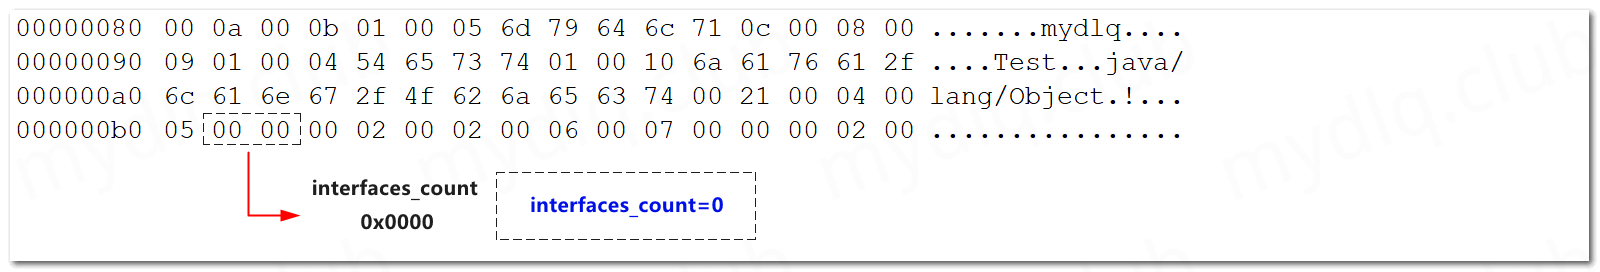 00000080 00 0a 00 0b 01 00 05 6d 79 64 6c 71 0c 00 08 00 .......mydlq....
00000090 09 01 00 04 54 65 73 74 01 00 10 6a 61 76 61 2f ....Test...java/
000000a0 6c 61 6e 67 2f 4f 62 6a 65 63 74 00 21 00 04 00 lang/Object.!...
000000b0 05 00 00 00 02 00 02 00 06 00 07 00 00 00 02 00 ................
interfaces_count
0x0000
interfaces_count=0
mydlq.club